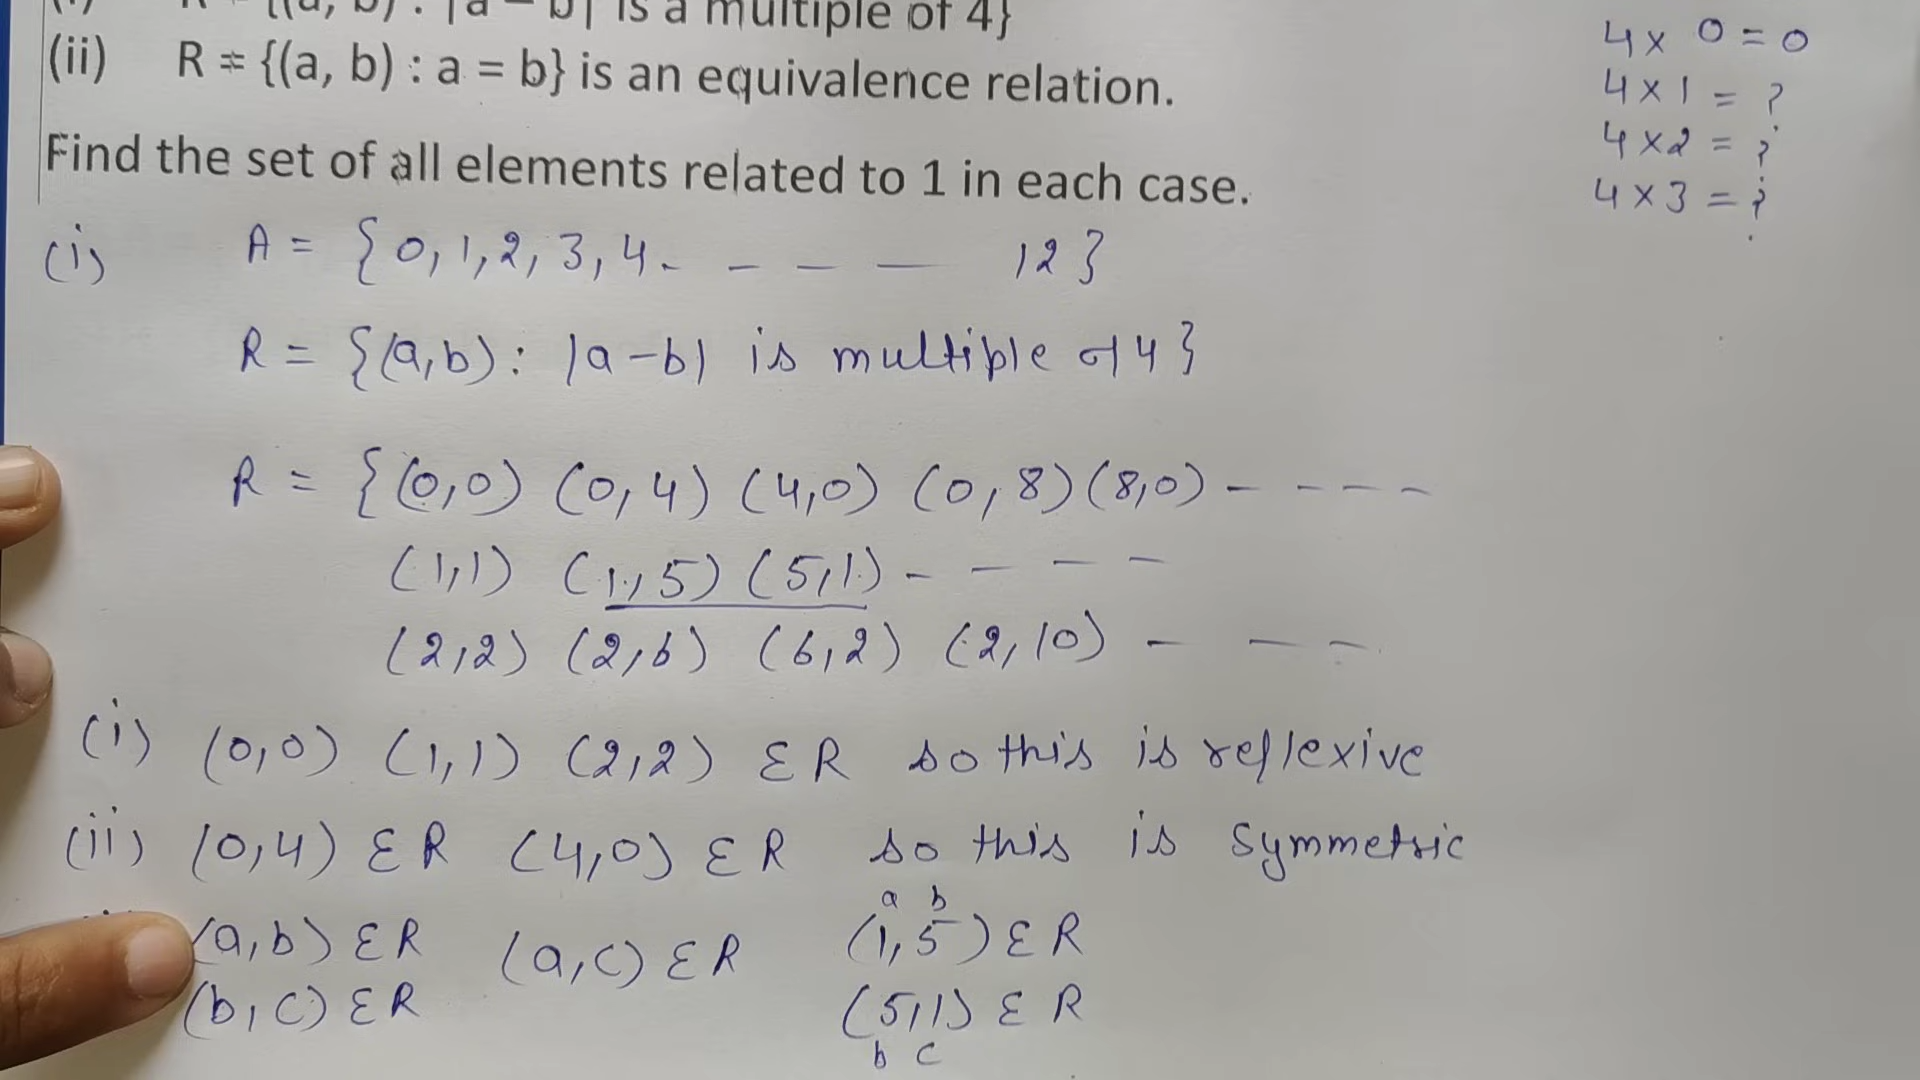 R = {(a, b) : |a – b| is a multiple of 4}
(ii) R = {(a, b) : a = b} is an equivalence relation.
Find the set of all elements related to 1 in each case.
4 x 0 = 0
4 x 1 = ?
4 x 2 = ?
4 x 3 = ?
(i) A = { 0, 1, 2, 3, 4 - - - - 12 }
R = {(a,b) : |a-b| is multiple of 4 }
R = { (0,0) (0,4) (4,0) (0,8) (8,0) - - - -
(1,1) (1,5) (5,1) - - - -
(2,2) (2,6) (6,2) (2,10) - - -
(i) (0,0) (1,1) (2,2) ε R so this is reflexive
(ii) (0,4) ε R (4,0) ε R so this is symmetric
a b
(a,b) ε R (a,c) ε R (1,5) ε R
(b,c) ε R (5,1) ε R
b c